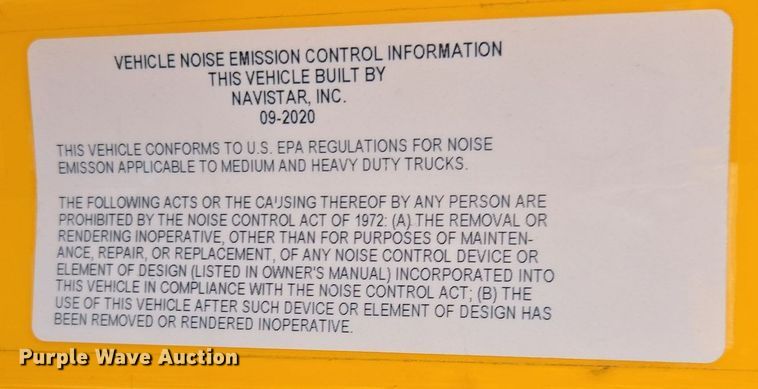 VEHICLE NOISE EMISSION CONTROL INFORMATION
THIS VEHICLE BUILT BY
NAVISTAR, INC.
09-2020
THIS VEHICLE CONFORMS TO U.S. EPA REGULATIONS FOR NOISE
EMISSON APPLICABLE TO MEDIUM AND HEAVY DUTY TRUCKS.
THE FOLLOWING ACTS OR THE CAUSING THEREOF BY ANY PERSON ARE
PROHIBITED BY THE NOISE CONTROL ACT OF 1972: (A) THE REMOVAL OR
RENDERING INOPERATIVE, OTHER THAN FOR PURPOSES OF MAINTEN-
ANCE, REPAIR, OR REPLACEMENT, OF ANY NOISE CONTROL DEVICE OR
ELEMENT OF DESIGN (LISTED IN OWNER'S MANUAL) INCORPORATED INTO
THIS VEHICLE IN COMPLIANCE WITH THE NOISE CONTROL ACT; (B) THE
USE OF THIS VEHICLE AFTER SUCH DEVICE OR ELEMENT OF DESIGN HAS
BEEN REMOVED OR RENDERED INOPERATIVE.
Purple Wave Auction